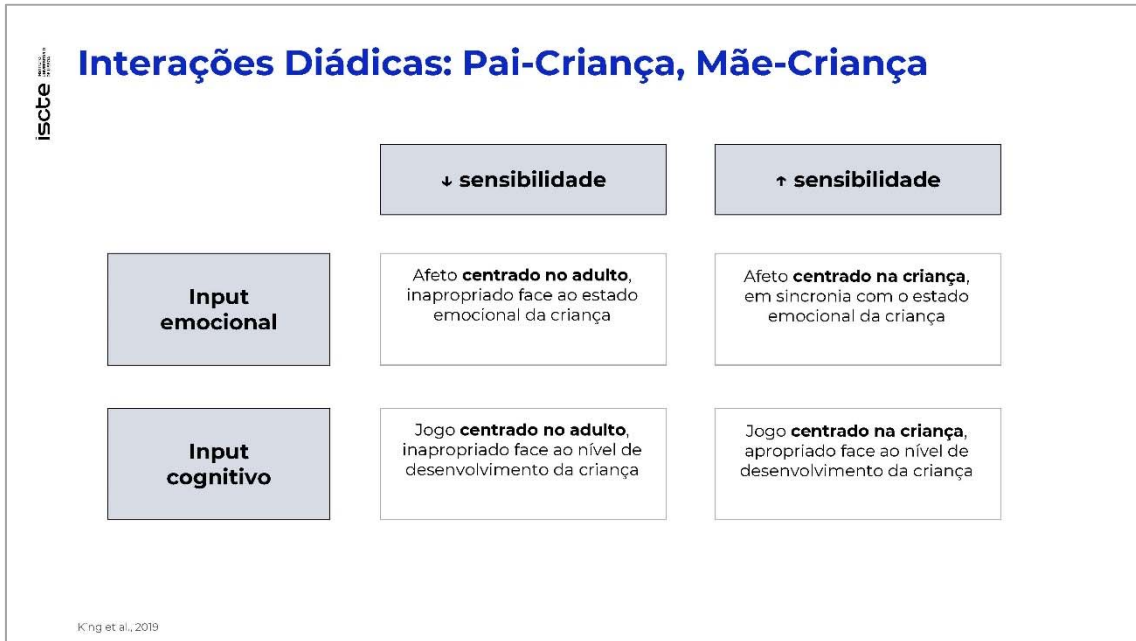 iscte
Interações Diádicas: Pai-Criança, Mãe-Criança
↓ sensibilidade
↑ sensibilidade
Input
emocional
Afeto centrado no adulto,
inapropriado face ao estado
emocional da criança
Afeto centrado na criança,
em sincronia com o estado
emocional da criança
Input
cognitivo
Jogo centrado no adulto,
inapropriado face ao nível de
desenvolvimento da criança
Jogo centrado na criança,
apropriado face ao nível de
desenvolvimento da criança
King et al., 2019